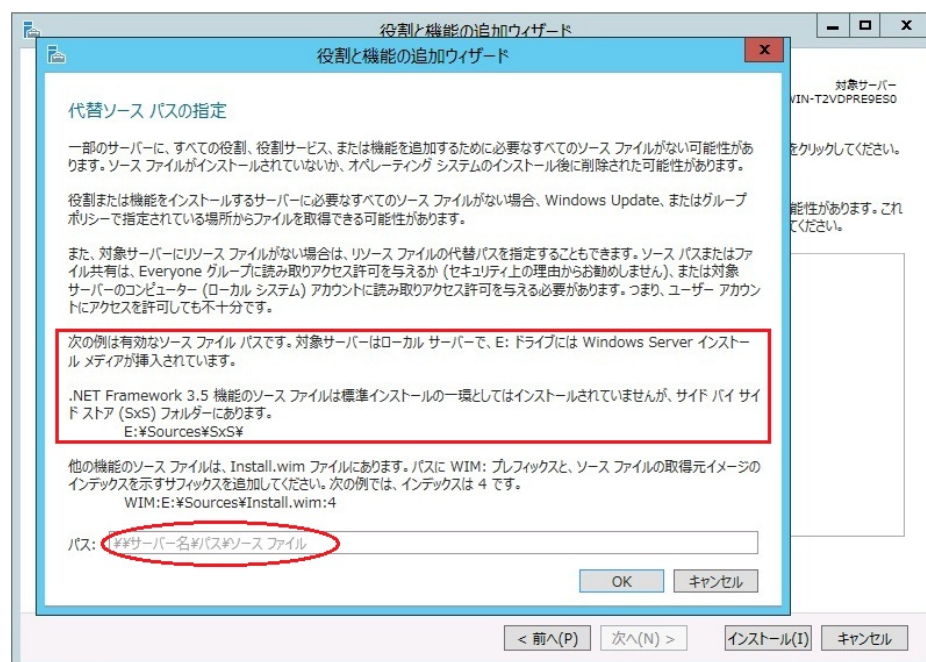 役割と機能の追加ウィザード
役割と機能の追加ウィザード
x
対象サーバー
WIN-T2VDPRE9ES0
代替ソース パスの指定
一部のサーバーに、すべての役割、役割サービス、または機能を追加するために必要なすべてのソース ファイルがない可能性があ
ります。ソース ファイルがインストールされていないか、オペレーティング システムのインストール後に削除された可能性があります。
をクリックしてください。
役割または機能をインストールするサーバーに必要なすべてのソース ファイルがない場合、Windows Update、またはグループ
ポリシーで指定されている場所からファイルを取得できる可能性があります。
能性があります。これ
てください。
また、対象サーバーにリソース ファイルがない場合は、リソース ファイルの代替パスを指定することもできます。ソース パスまたはファ
イル共有は、Everyone グループに読み取りアクセス許可を与えるか (セキュリティ上の理由からお勧めしません)、または対象
サーバーのコンピューター (ローカル システム) アカウントに読み取りアクセス許可を与える必要があります。つまり、ユーザー アカウン
トにアクセスを許可しても不十分です。
次の例は有効なソース ファイル パスです。対象サーバーはローカル サーバーで、E: ドライブには Windows Server インストー
ル メディアが挿入されています。
.NET Framework 3.5 機能のソース ファイルは標準インストールの一環としてはインストールされていませんが、サイド バイ サイ
ド ストア (SxS) フォルダーにあります。
E:¥Sources¥SxS¥
他の機能のソース ファイルは、Install.wim ファイルにあります。パスに WIM: プレフィックスと、ソース ファイルの取得元イメージの
インデックスを示すサフィックスを追加してください。次の例では、インデックスは 4 です。
WIM:E:¥Sources¥Install.wim:4
パス: ¥¥サーバー名¥パス¥ソース ファイル
OK キャンセル
< 前へ(P) 次へ(N) > インストール(I) キャンセル